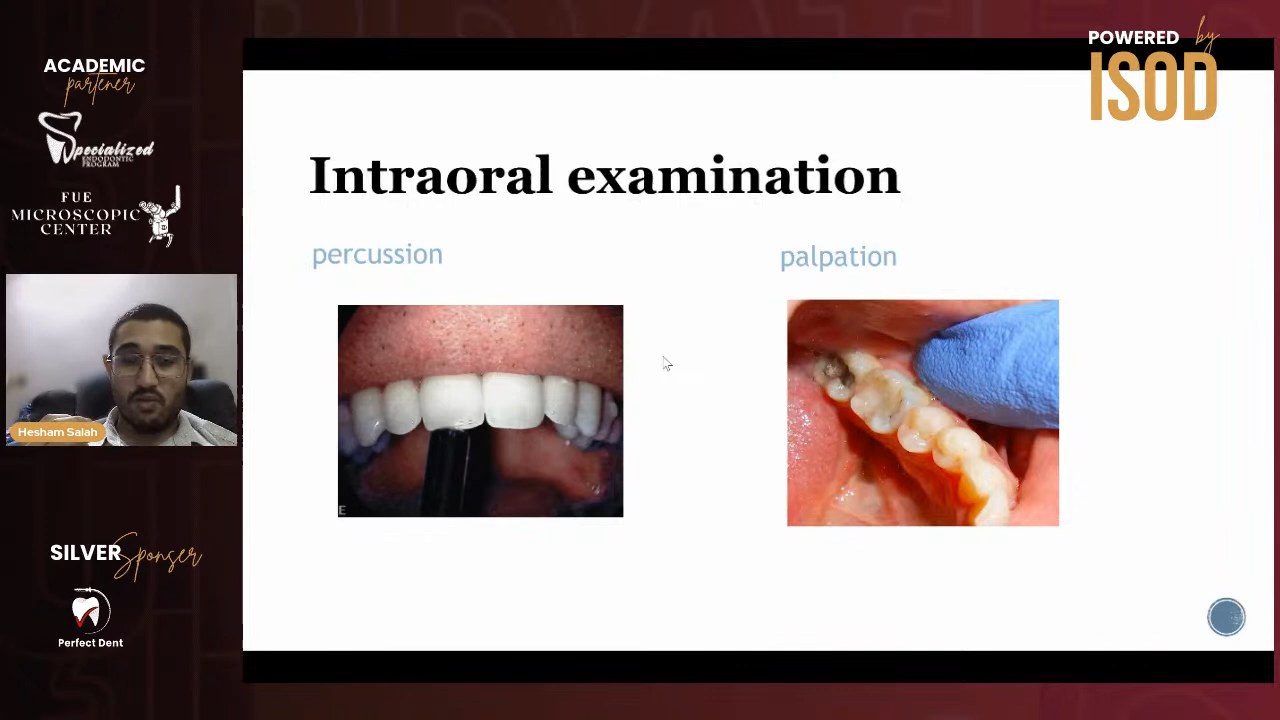 ACADEMIC
partener
Specialized
ENDODONTIC
PROGRAM
FUE
MICROSCOPIC
CENTER
Hesham Salah
SILVER
Sponser
Perfect Dent
POWERED by
ISOD
Intraoral examination
percussion
palpation
E